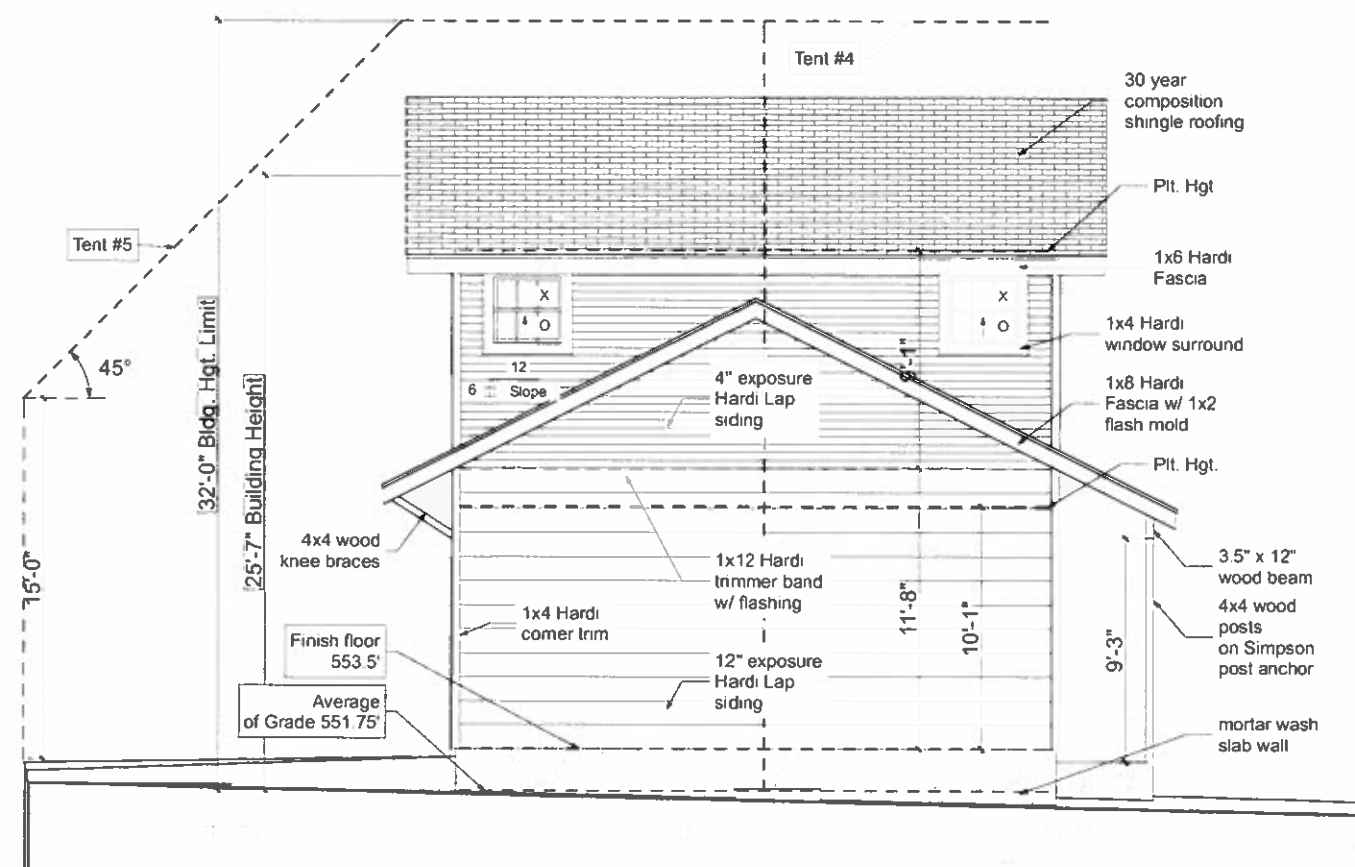 Tent #4
30 year
composition
shingle roofing
Plt. Hgt
Tent #5
1x6 Hardi
Fascia
X
O
X
O
32'-0" Bldg. Hgt. Limit
45°
1x4 Hardi
window surround
12
6
Slope
4" exposure
Hardi Lap
siding
1x8 Hardi
Fascia w/ 1x2
flash mold
25'-7" Building Height
Plt. Hgt.
15'-0"
4x4 wood
knee braces
1x12 Hardi
trimmer band
w/ flashing
11'-8"
10'-1"
9'-3"
3.5" x 12"
wood beam
1x4 Hardi
corner trim
4x4 wood
posts
on Simpson
post anchor
Finish floor
553.5'
12" exposure
Hardi Lap
siding
Average
of Grade 551.75'
mortar wash
slab wall